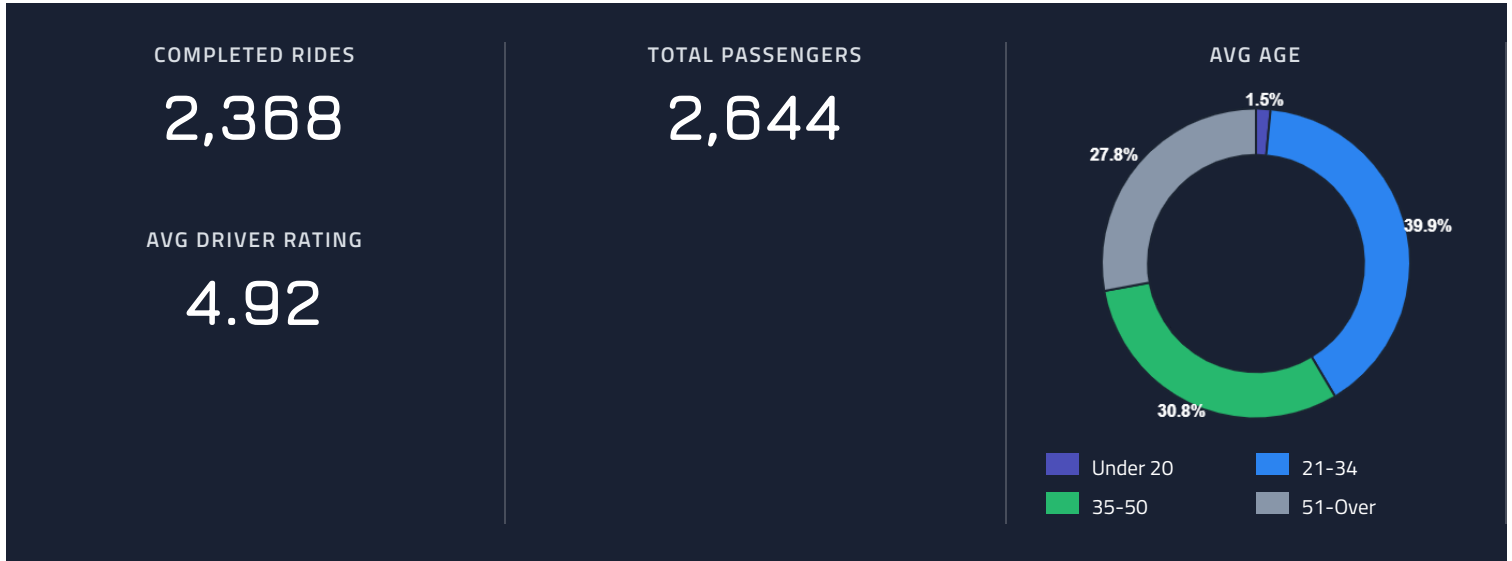 COMPLETED RIDES
2,368
AVG DRIVER RATING
4.92
TOTAL PASSENGERS
2,644
AVG AGE
1.5%
27.8%
39.9%
30.8%
Under 20
21-34
35-50
51-Over